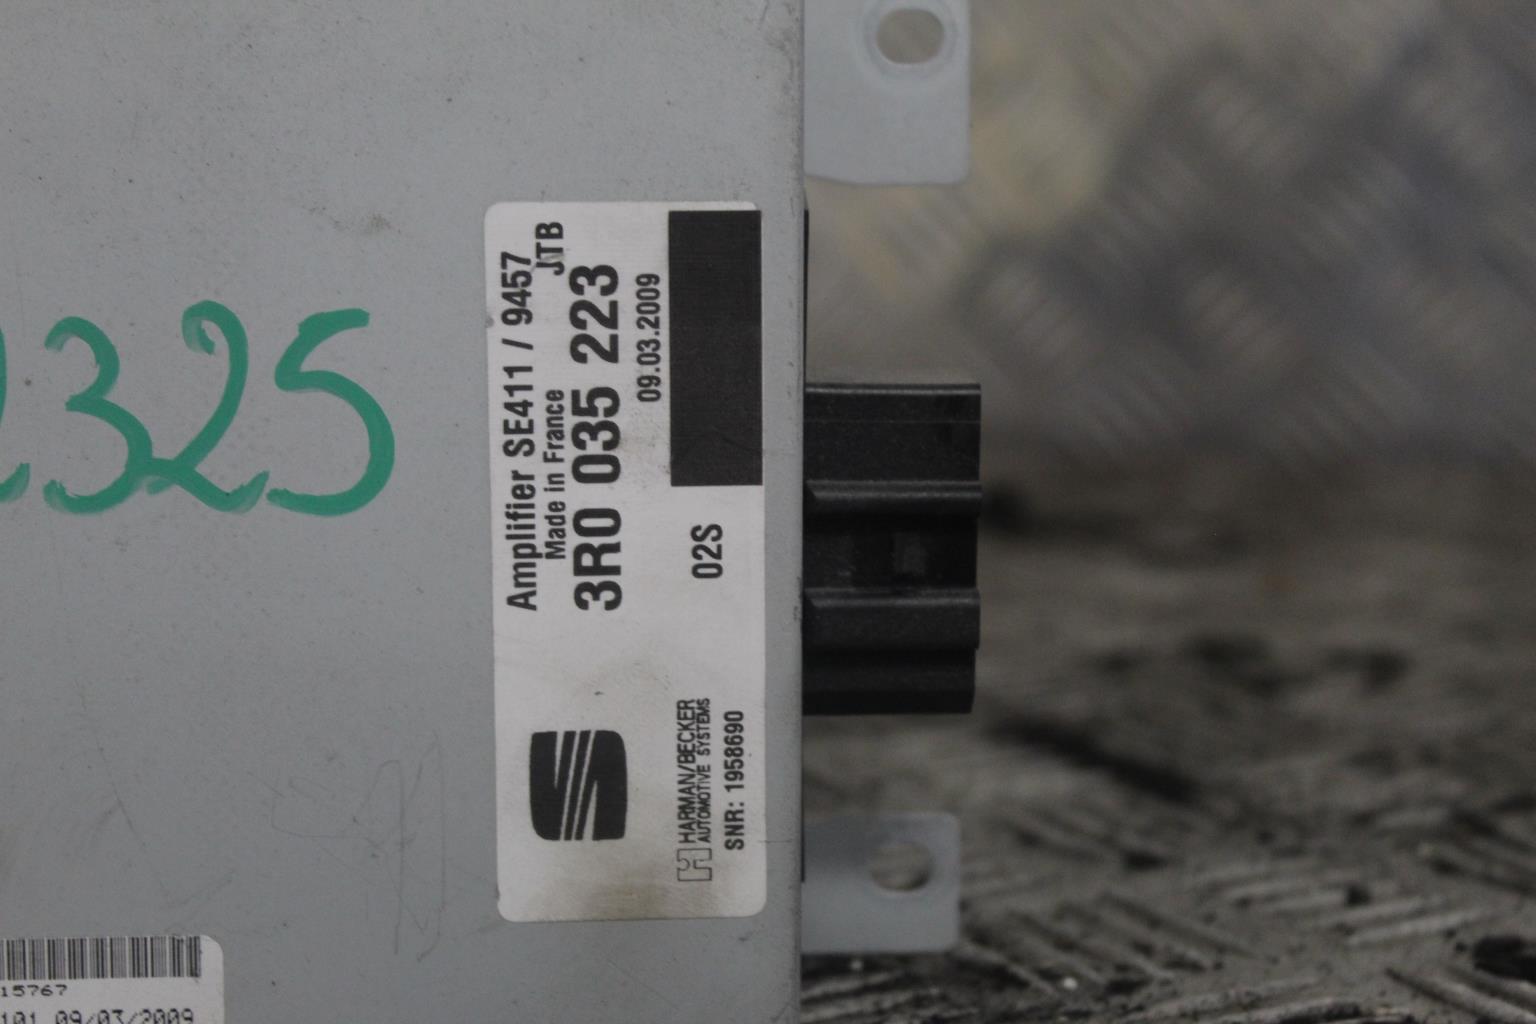 2325
Amplifier SE411 / 9457
JTB
Made in France
3R0 035 223
09.03.2009
02S
HARMAN/BECKER
AUTOMOTIVE SYSTEMS
SNR: 1958690
15767
101 09/03/2009